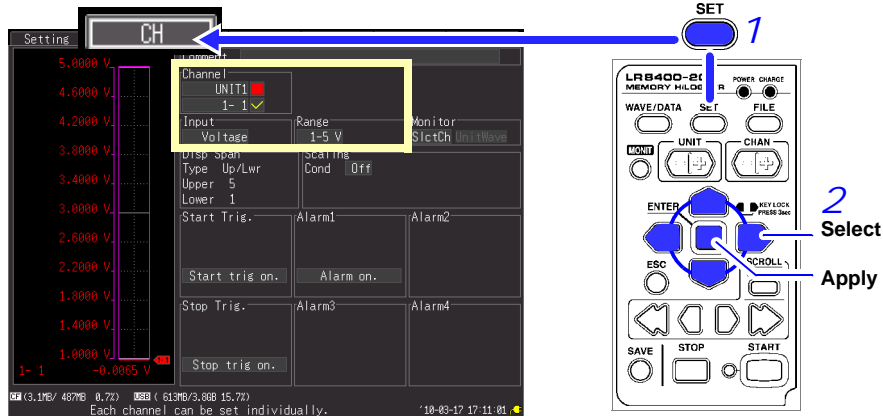 SET
1
CH
Setting
Comment
Channel
UNIT1
1- 1
Input
Voltage
Range
1-5 V
Monitor
SlctCh UnitWave
Disp Span
Type Up/Lwr
Upper 5
Lower 1
Scaling
Cond Off
Start Trig.
Start trig on.
Alarm1
Alarm on.
Alarm2
Stop Trig.
Stop trig on.
Alarm3
Alarm4
5.0000 V
4.6000 V
4.2000 V
3.8000 V
3.4000 V
3.0000 V
2.6000 V
2.2000 V
1.8000 V
1.4000 V
1.0000 V
1- 1 -0.0065 V
1-1
CF (3.1MB/ 487MB 0.7%) USB ( 613MB/3.8GB 15.7%)
Each channel can be set individually.
'10-03-17 17:11:01
LR8400-20
MEMORY HiLOGGER
POWER CHARGE
WAVE/DATA SET FILE
MONIT UNIT CHAN
ENTER
KEY LOCK
PRESS 3sec
ESC
SCROLL
SAVE STOP START
2
Select
Apply